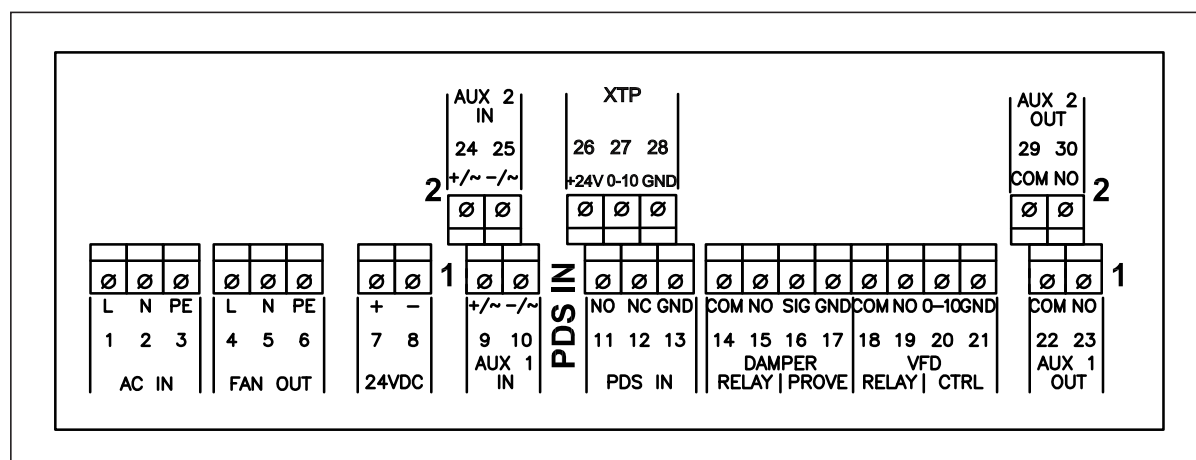 AUX 2
IN
24 25
+/~ -/~
2
XTP
26 27 28
+24V 0-10 GND
AUX 2
OUT
29 30
COM NO
2
1
PDS IN
1
L N PE
1 2 3
AC IN
L N PE
4 5 6
FAN OUT
+ -
7 8
24VDC
+/~ -/~
9 10
AUX 1
IN
NO NC GND
11 12 13
PDS IN
COM NO SIG GND
14 15 16 17
DAMPER
RELAY PROVE
COM NO 0-10 GND
18 19 20 21
VFD
RELAY CTRL
COM NO
22 23
AUX 1
OUT